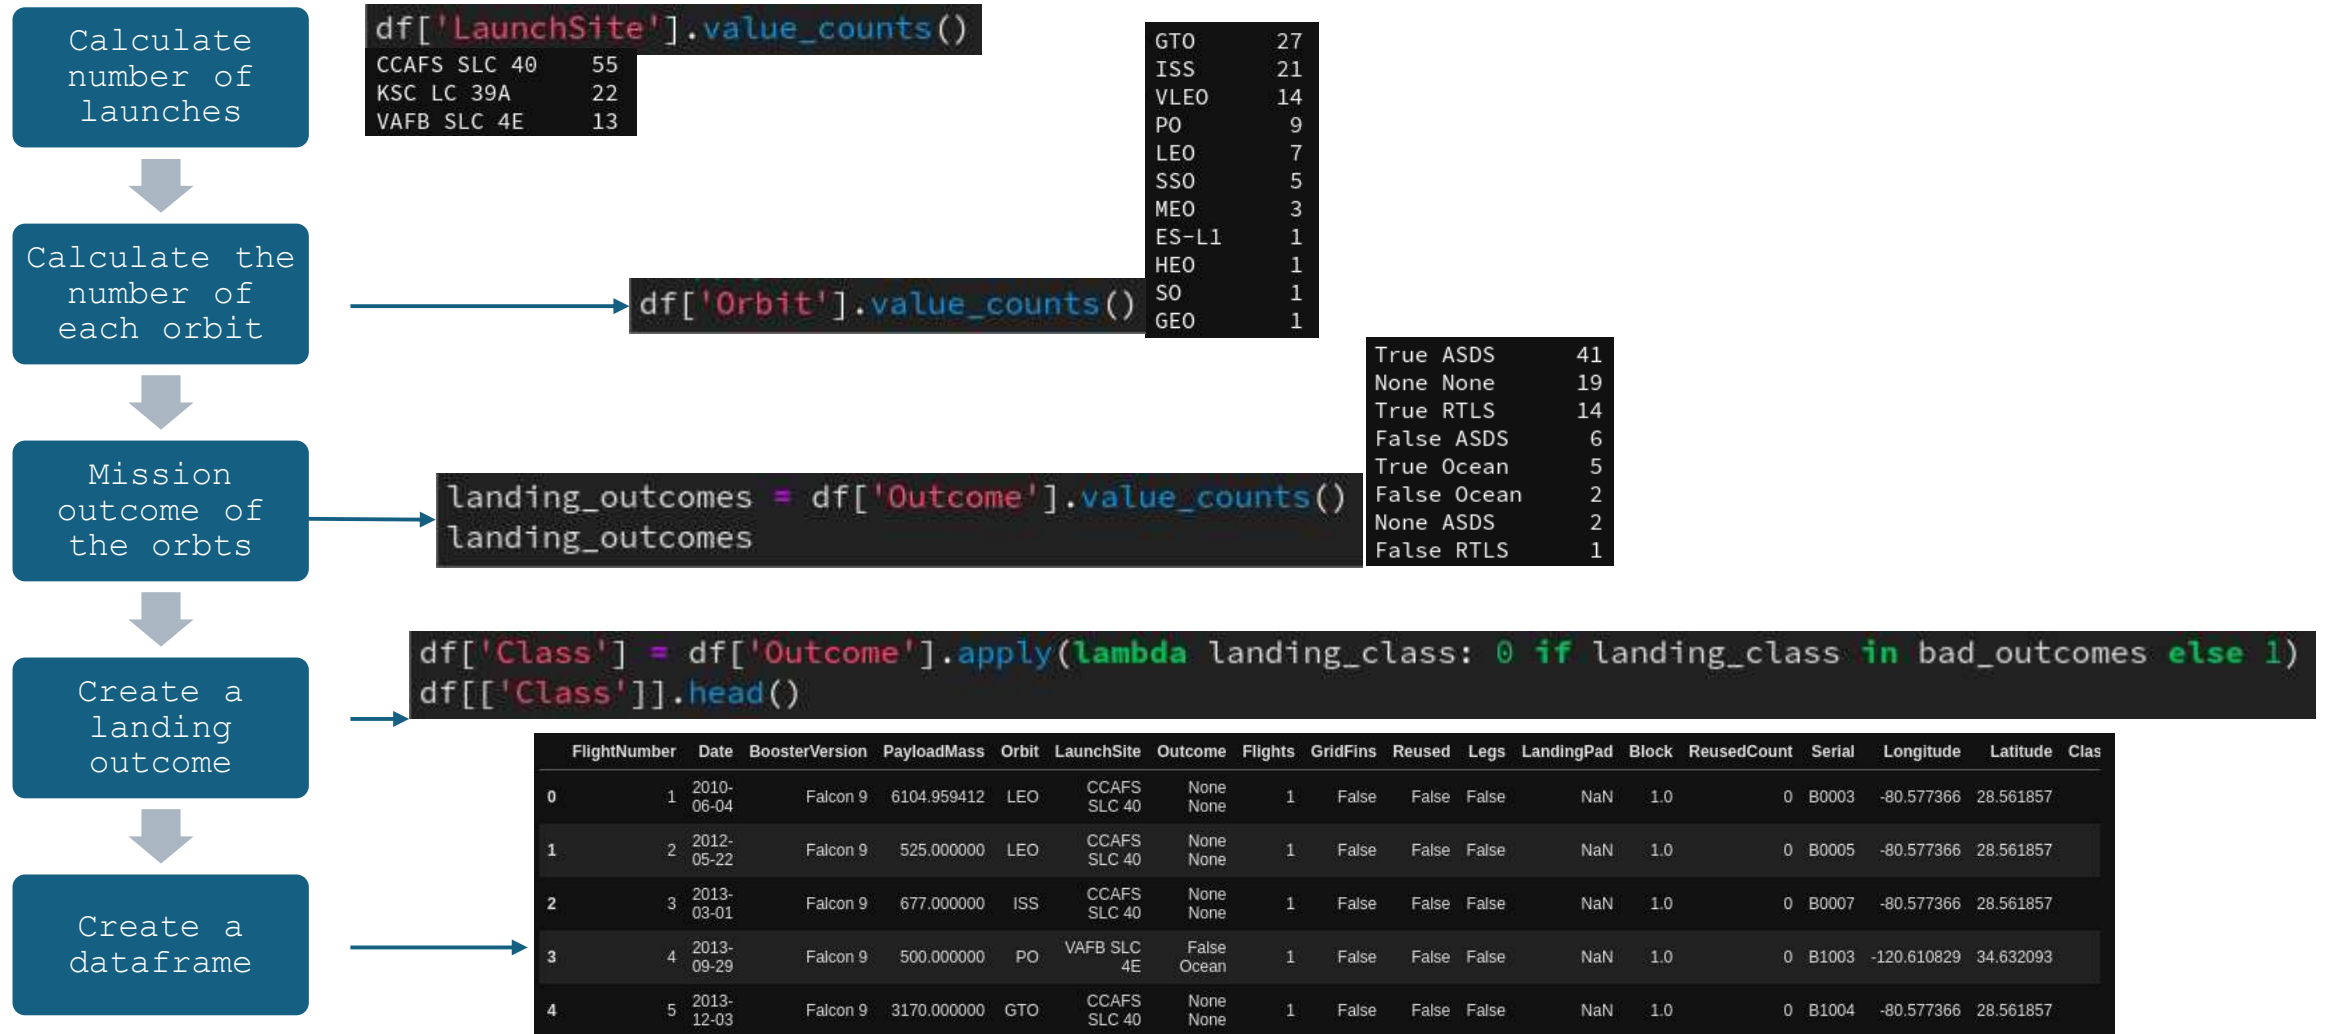 Calculate
number of
launches
df['LaunchSite'].value_counts()
CCAFS SLC 40 55
KSC LC 39A 22
VAFB SLC 4E 13
Calculate the
number of
each orbit
df['Orbit'].value_counts()
GTO 27
ISS 21
VLEO 14
PO 9
LEO 7
SSO 5
MEO 3
ES-L1 1
HEO 1
SO 1
GEO 1
Mission
outcome of
the orbts
landing_outcomes = df['Outcome'].value_counts()
landing_outcomes
True ASDS 41
None None 19
True RTLS 14
False ASDS 6
True Ocean 5
False Ocean 2
None ASDS 2
False RTLS 1
Create a
landing
outcome
df['Class'] = df['Outcome'].apply(lambda landing_class: 0 if landing_class in bad_outcomes else 1)
df[['Class']].head()
Create a
dataframe
FlightNumber Date BoosterVersion PayloadMass Orbit LaunchSite Outcome Flights GridFins Reused Legs LandingPad Block ReusedCount Serial Longitude Latitude Clas
0 1 2010-06-04 Falcon 9 6104.959412 LEO CCAFS SLC 40 None None 1 False False False NaN 1.0 0 B0003 -80.577366 28.561857
1 2 2012-05-22 Falcon 9 525.000000 LEO CCAFS SLC 40 None None 1 False False False NaN 1.0 0 B0005 -80.577366 28.561857
2 3 2013-03-01 Falcon 9 677.000000 ISS CCAFS SLC 40 None None 1 False False False NaN 1.0 0 B0007 -80.577366 28.561857
3 4 2013-09-29 Falcon 9 500.000000 PO VAFB SLC 4E False Ocean 1 False False False NaN 1.0 0 B1003 -120.610829 34.632093
4 5 2013-12-03 Falcon 9 3170.000000 GTO CCAFS SLC 40 None None 1 False False False NaN 1.0 0 B1004 -80.577366 28.561857